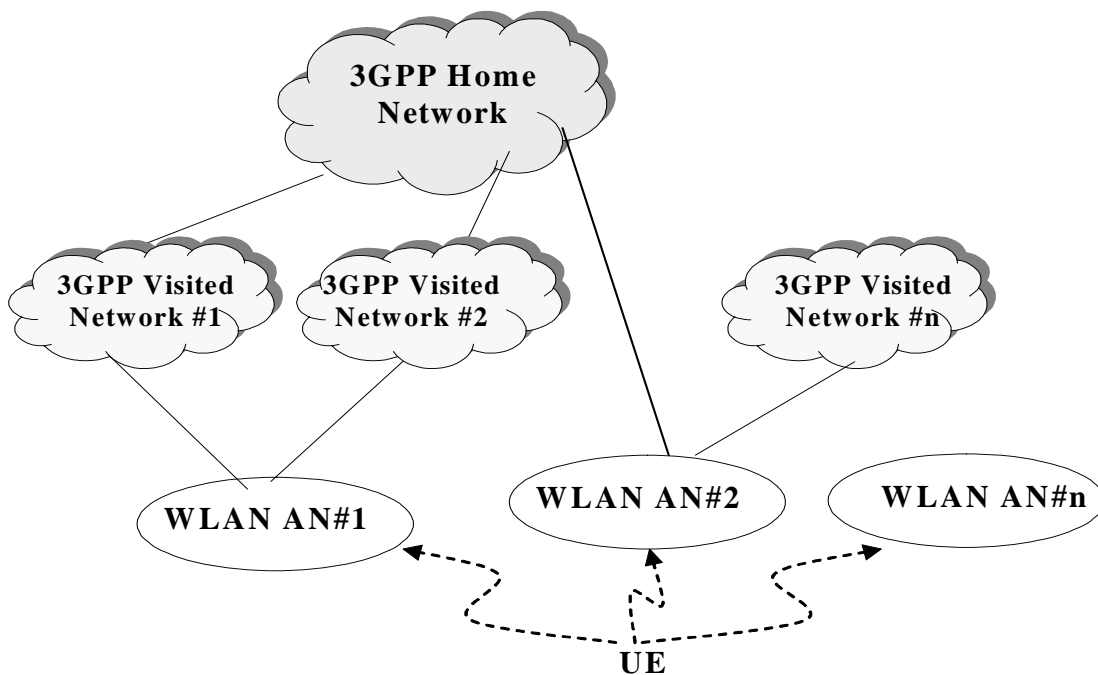 3GPP Home
Network
3GPP Visited
Network #1
3GPP Visited
Network #2
3GPP Visited
Network #n
WLAN AN#1
WLAN AN#2
WLAN AN#n
UE